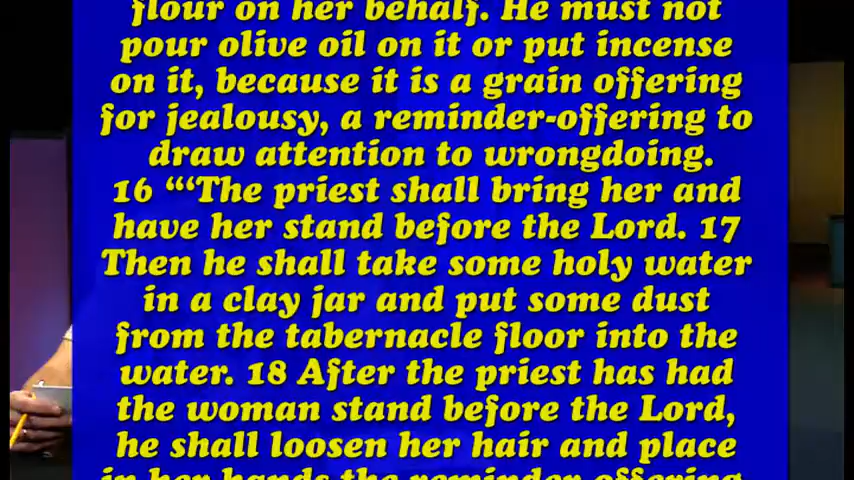 flour on her behalf. He must not
pour olive oil on it or put incense
on it, because it is a grain offering
for jealousy, a reminder-offering to
draw attention to wrongdoing.
16 “‘The priest shall bring her and
have her stand before the Lord. 17
Then he shall take some holy water
in a clay jar and put some dust
from the tabernacle floor into the
water. 18 After the priest has had
the woman stand before the Lord,
he shall loosen her hair and place
in her hands the reminder-offering,